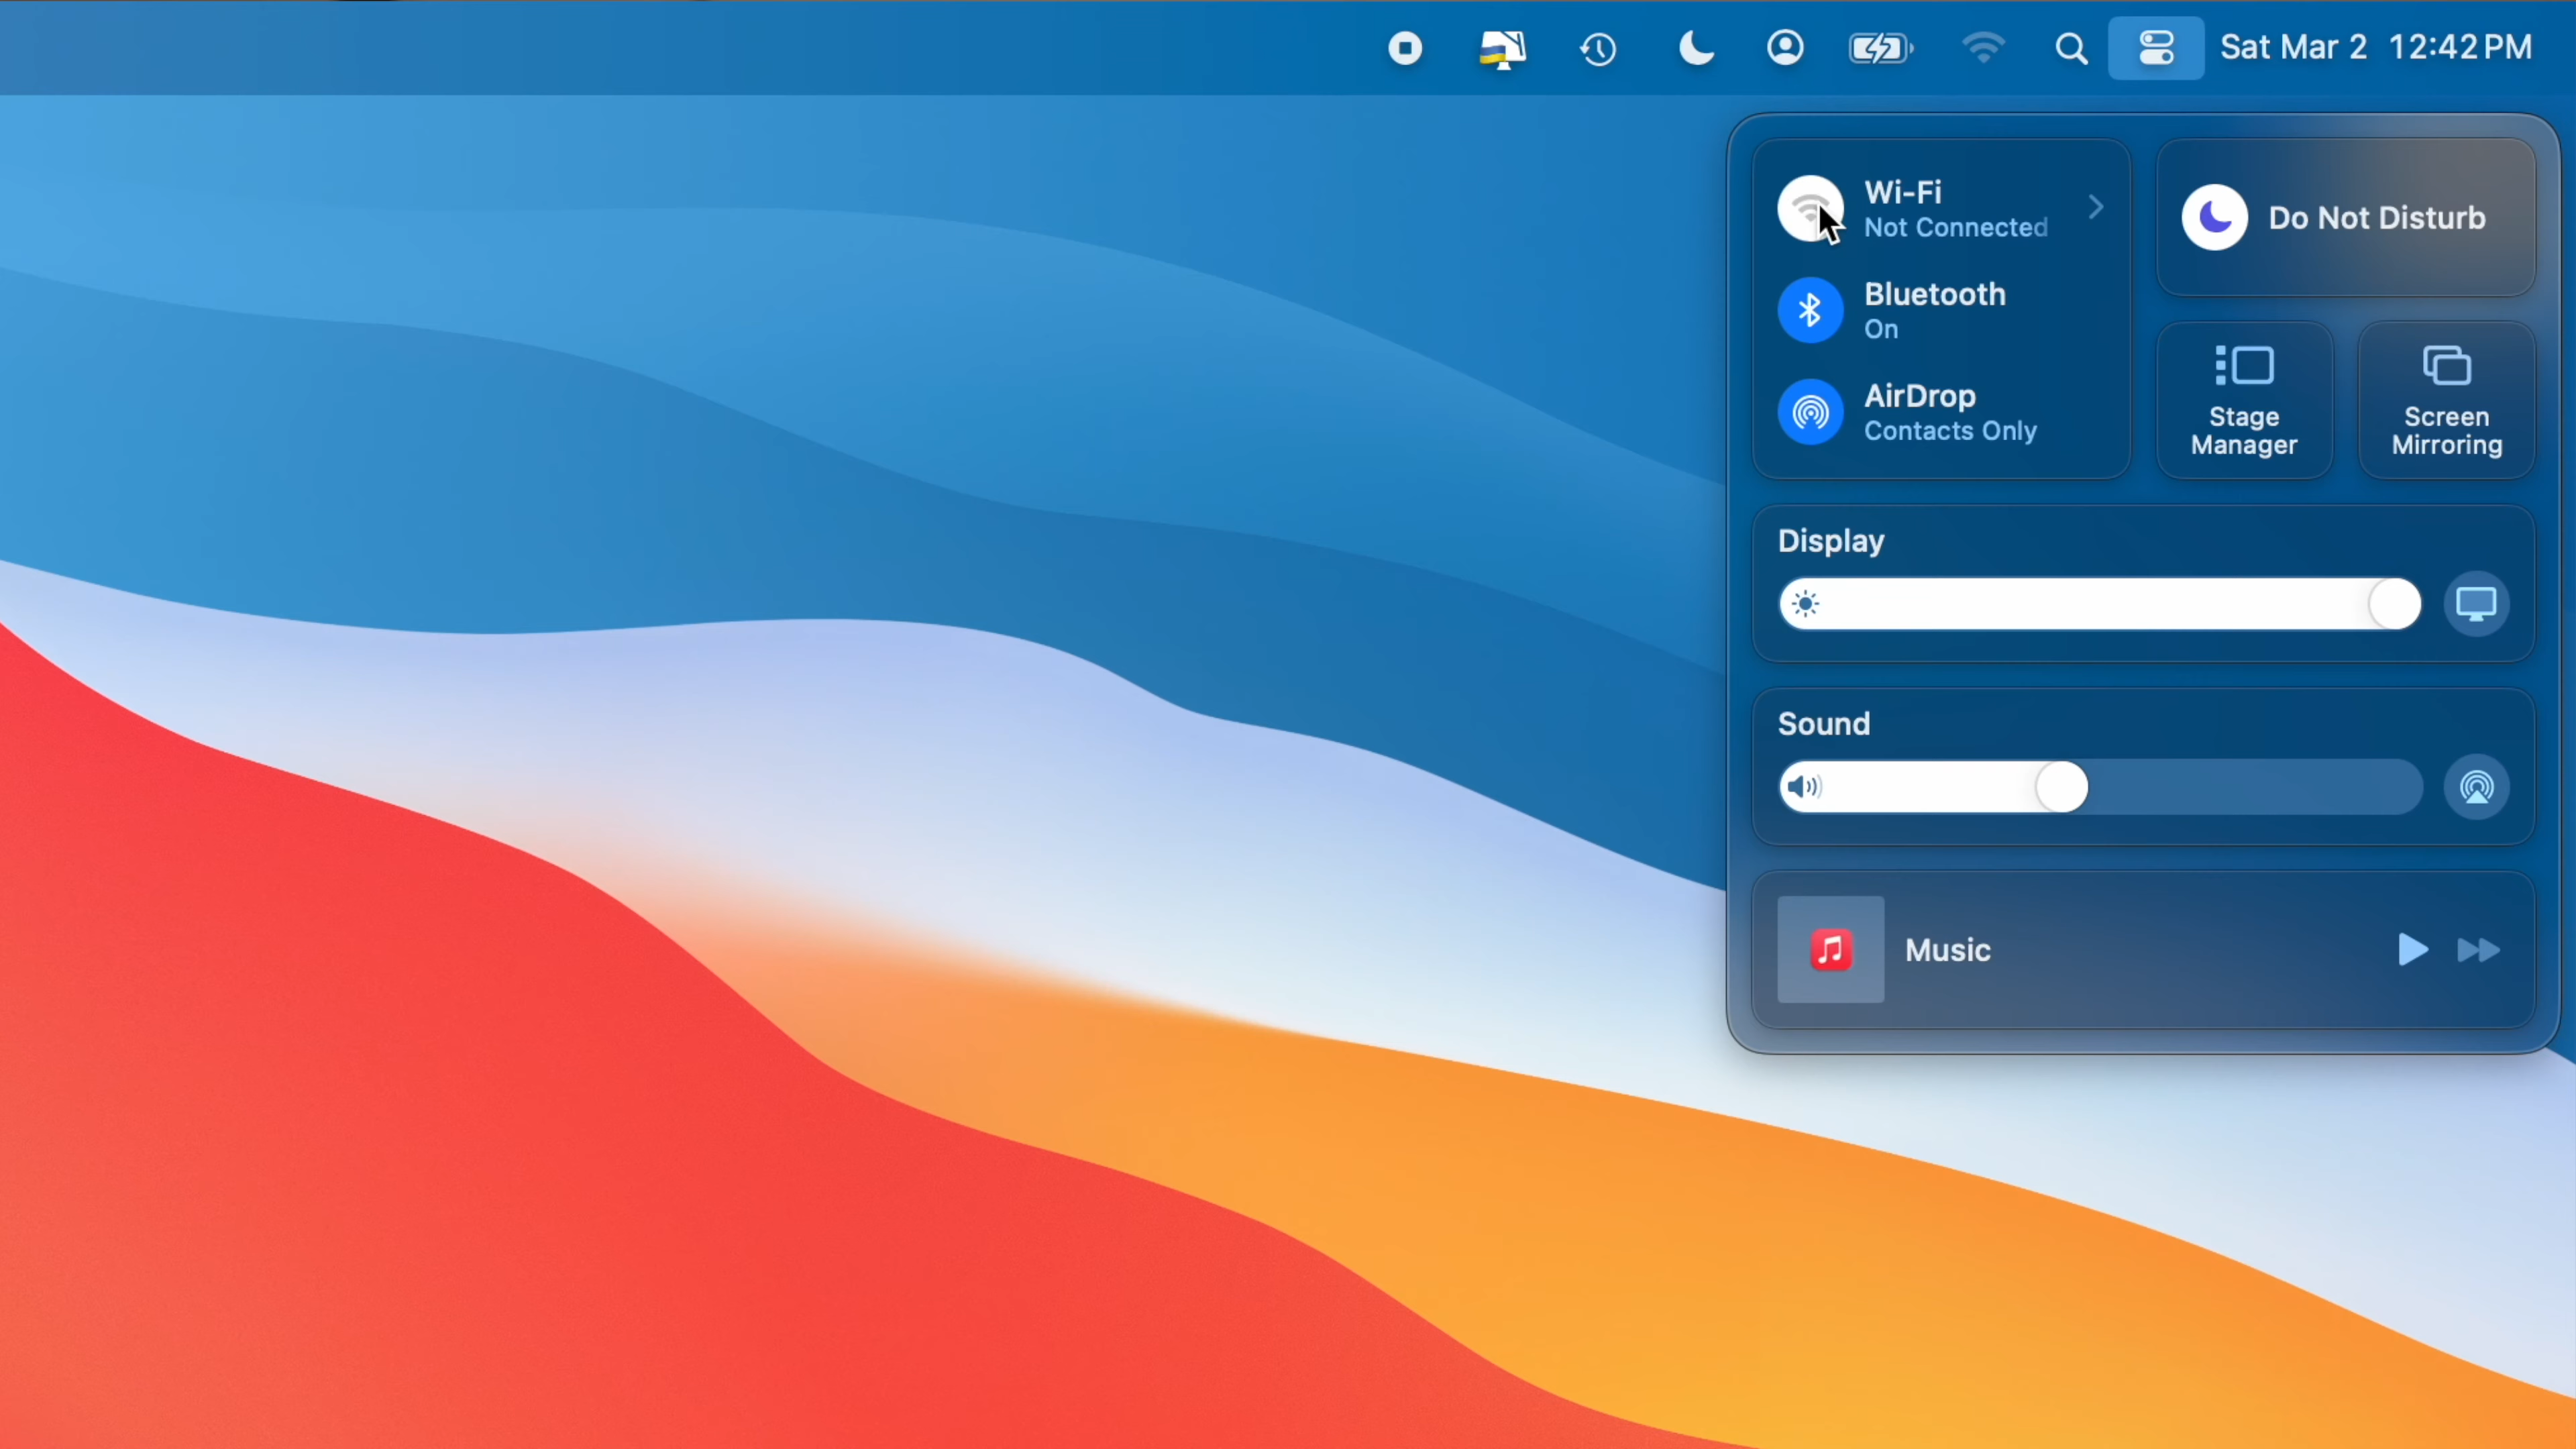 Sat Mar 2 12:42 PM
Wi-Fi
Not Connected
Bluetooth
On
AirDrop
Contacts Only
Do Not Disturb
Stage
Manager
Screen
Mirroring
Display
Sound
Music